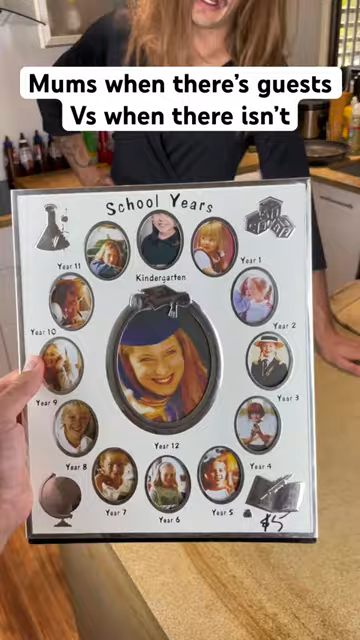 Mums when there's guests
Vs when there isn't
School Years
Kindergarten
Year 1
Year 2
Year 3
Year 4
Year 5
Year 6
Year 7
Year 8
Year 9
Year 10
Year 11
Year 12
$5